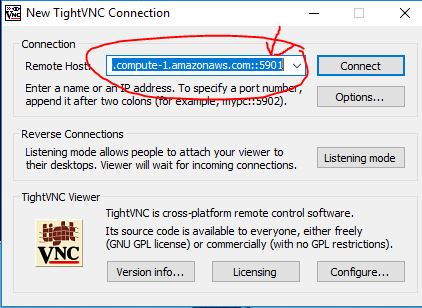 New TightVNC Connection
Connection
Remote Host: .compute-1.amazonaws.com::5901
Connect
Enter a name or an IP address. To specify a port number,
append it after two colons (for example, mypc::5902).
Options...
Reverse Connections
Listening mode allows people to attach your viewer to
their desktops. Viewer will wait for incoming connections.
Listening mode
TightVNC Viewer
tight
VNC
TightVNC is cross-platform remote control software.
Its source code is available to everyone, either freely
(GNU GPL license) or commercially (with no GPL restrictions).
Version info...
Licensing
Configure...